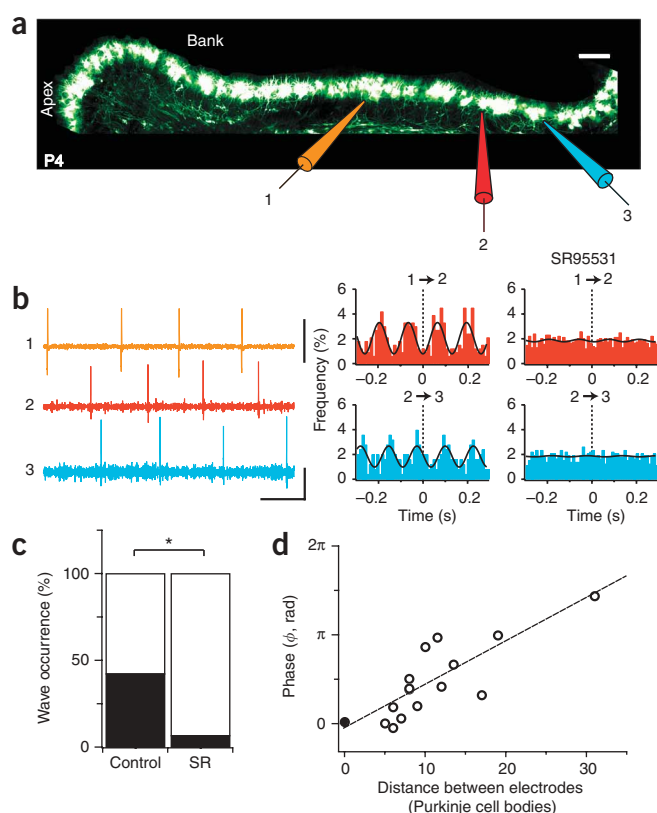 a
Bank
Apex
P4
1
2
3
b
1
2
3
SR95531
1 → 2
1 → 2
Frequency (%)
6
4
2
0
−0.2 0 0.2
6
4
2
0
−0.2 0 0.2
2 → 3
2 → 3
6
4
2
0
−0.2 0 0.2
Time (s)
6
4
2
0
−0.2 0 0.2
Time (s)
c
*
Wave occurrence (%)
100
50
0
Control SR
d
Phase (ϕ, rad)
2π
π
0
0 10 20 30
Distance between electrodes
(Purkinje cell bodies)